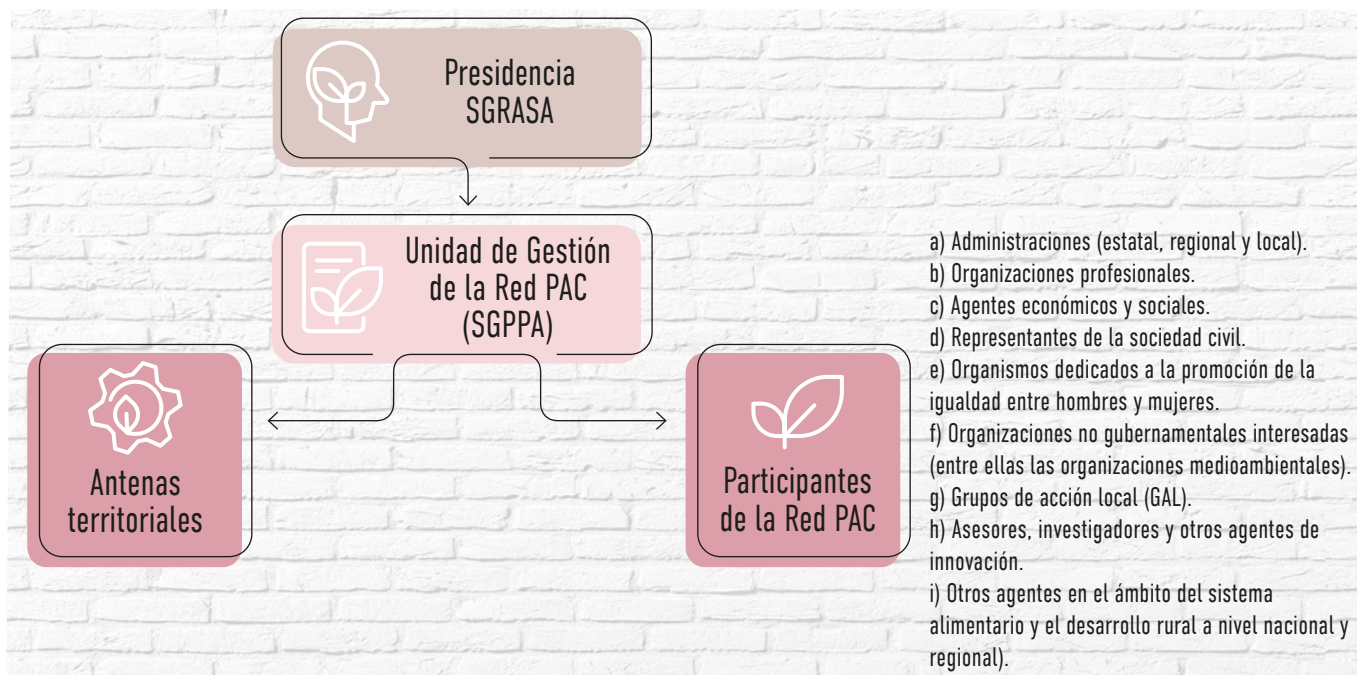 Presidencia
SGRASA
Unidad de Gestión
de la Red PAC
(SGPPA)
Antenas
territoriales
Participantes
de la Red PAC
a) Administraciones (estatal, regional y local).
b) Organizaciones profesionales.
c) Agentes económicos y sociales.
d) Representantes de la sociedad civil.
e) Organismos dedicados a la promoción de la
igualdad entre hombres y mujeres.
f) Organizaciones no gubernamentales interesadas
(entre ellas las organizaciones medioambientales).
g) Grupos de acción local (GAL).
h) Asesores, investigadores y otros agentes de
innovación.
i) Otros agentes en el ámbito del sistema
alimentario y el desarrollo rural a nivel nacional y
regional).